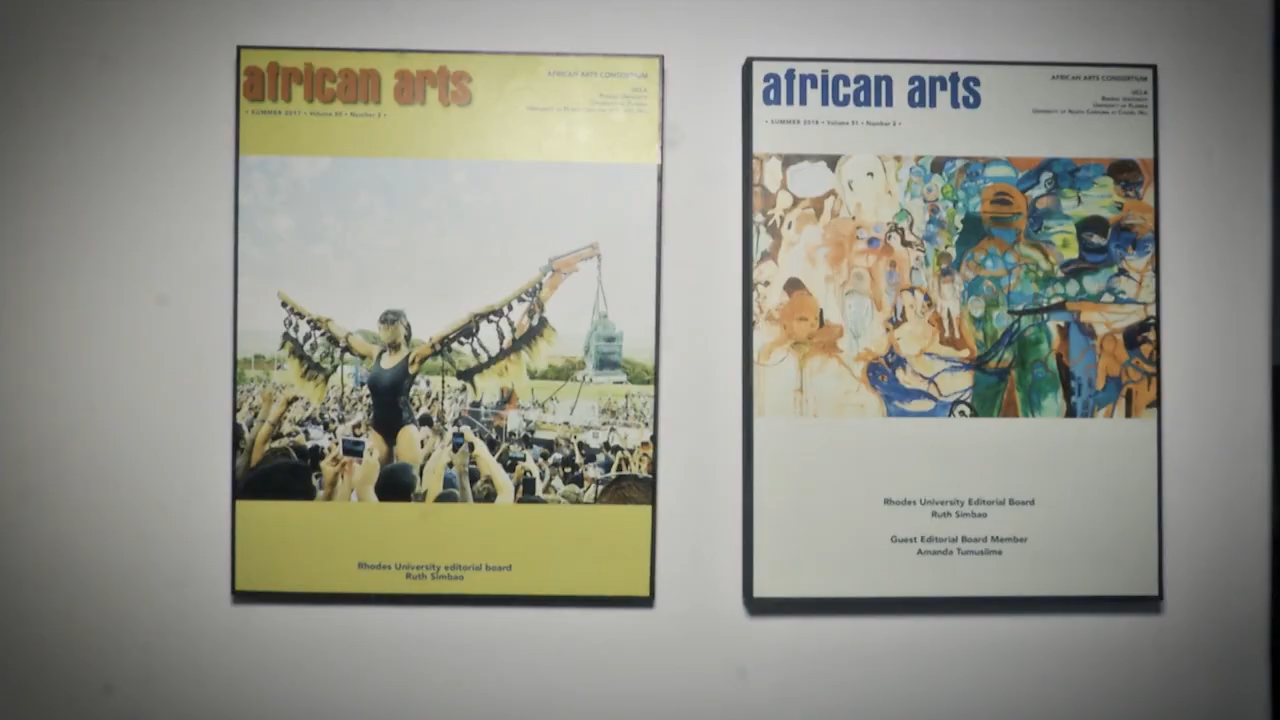 african arts
AFRICAN ARTS CONSORTIUM
UCLA
• SUMMER 2017 • Volume 50 • Number 2 •
Rhodes University editorial board
Ruth Simbao
african arts
AFRICAN ARTS CONSORTIUM
UCLA
Rhodes University
University of Florida
University of North Carolina at Chapel Hill
• SUMMER 2018 • Volume 51 • Number 2 •
Rhodes University Editorial Board
Ruth Simbao
Guest Editorial Board Member
Amanda Tumusiime